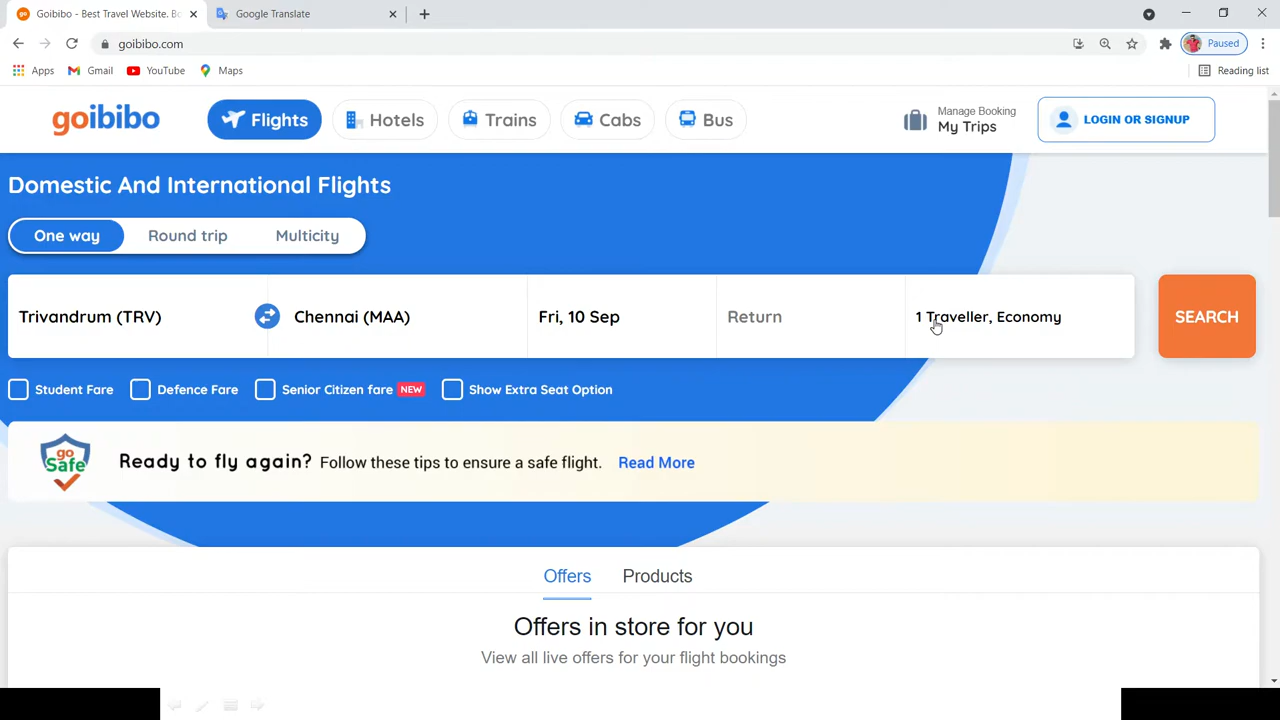 Goibibo - Best Travel Website. Bo
Google Translate
goibibo.com
Paused
Apps
Gmail
YouTube
Maps
Reading list
goibibo
Flights
Hotels
Trains
Cabs
Bus
Manage Booking
My Trips
LOGIN OR SIGNUP
Domestic And International Flights
One way
Round trip
Multicity
Trivandrum (TRV)
Chennai (MAA)
Fri, 10 Sep
Return
1 Traveller, Economy
SEARCH
Student Fare
Defence Fare
Senior Citizen fare NEW
Show Extra Seat Option
go
Safe
Ready to fly again? Follow these tips to ensure a safe flight. Read More
Offers
Products
Offers in store for you
View all live offers for your flight bookings